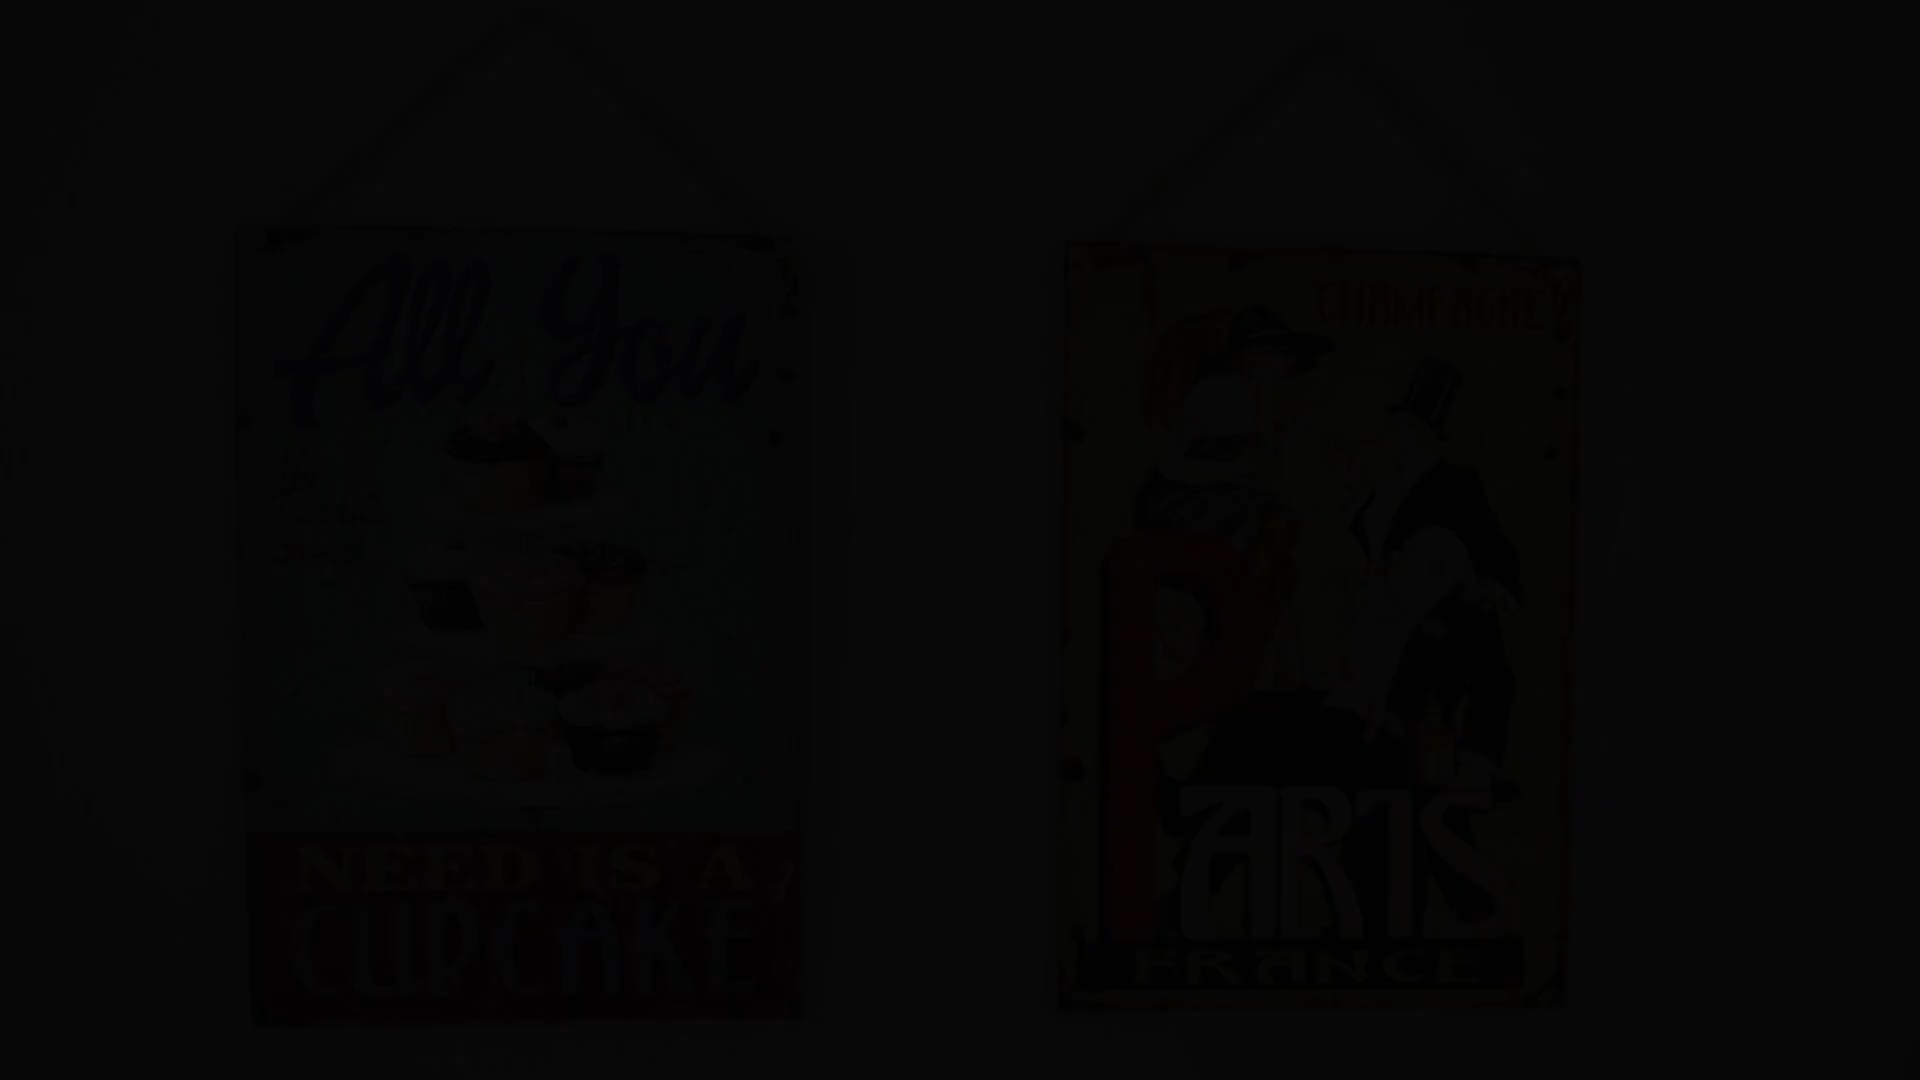 All You
NEED IS A
CUPCAKE
CHAMPAGNE
PARIS
FRANCE